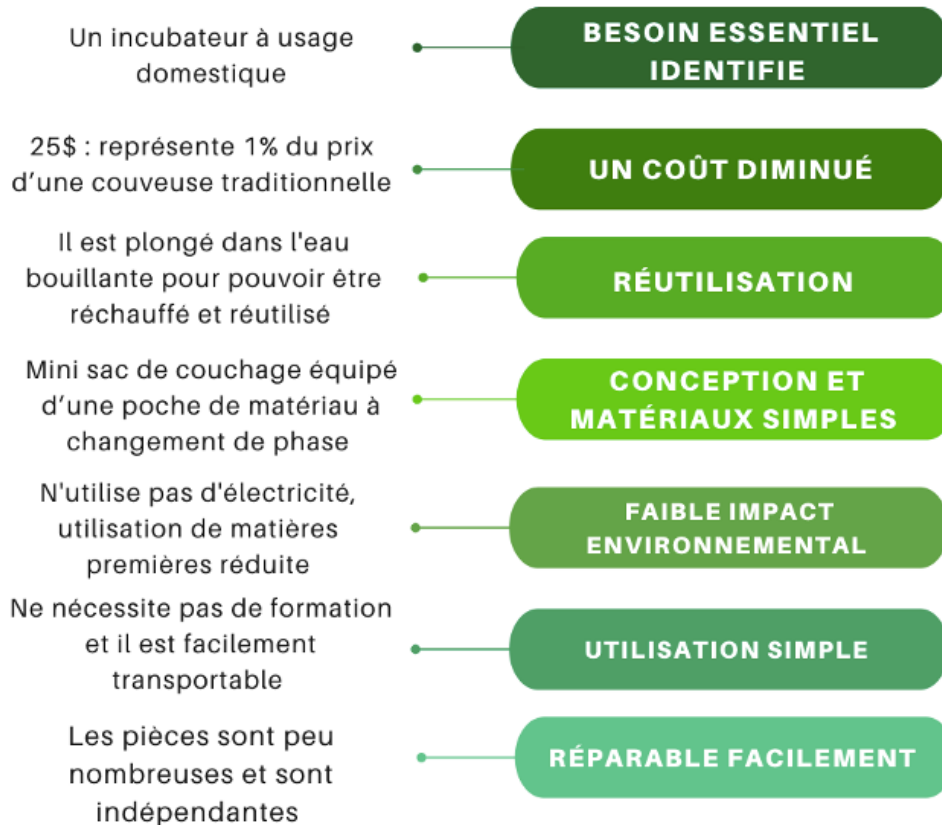 Un incubateur à usage
domestique
BESOIN ESSENTIEL
IDENTIFIE
25$ : représente 1% du prix
d’une couveuse traditionnelle
UN COÛT DIMINUÉ
Il est plongé dans l'eau
bouillante pour pouvoir être
réchauffé et réutilisé
RÉUTILISATION
Mini sac de couchage équipé
d’une poche de matériau à
changement de phase
CONCEPTION ET
MATÉRIAUX SIMPLES
N'utilise pas d'électricité,
utilisation de matières
premières réduite
FAIBLE IMPACT
ENVIRONNEMENTAL
Ne nécessite pas de formation
et il est facilement
transportable
UTILISATION SIMPLE
Les pièces sont peu
nombreuses et sont
indépendantes
RÉPARABLE FACILEMENT